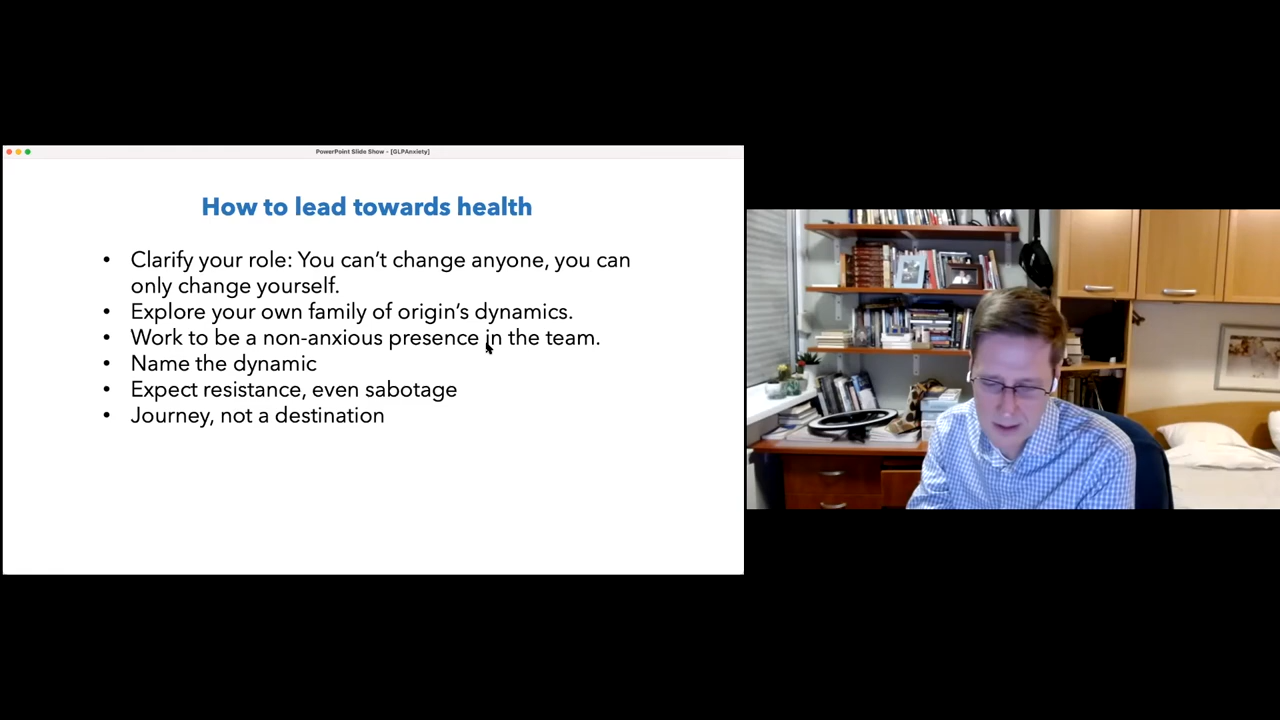 PowerPoint Slide Show - [GLPAnxiety]
How to lead towards health
• Clarify your role: You can’t change anyone, you can
only change yourself.
• Explore your own family of origin’s dynamics.
• Work to be a non-anxious presence in the team.
• Name the dynamic
• Expect resistance, even sabotage
• Journey, not a destination